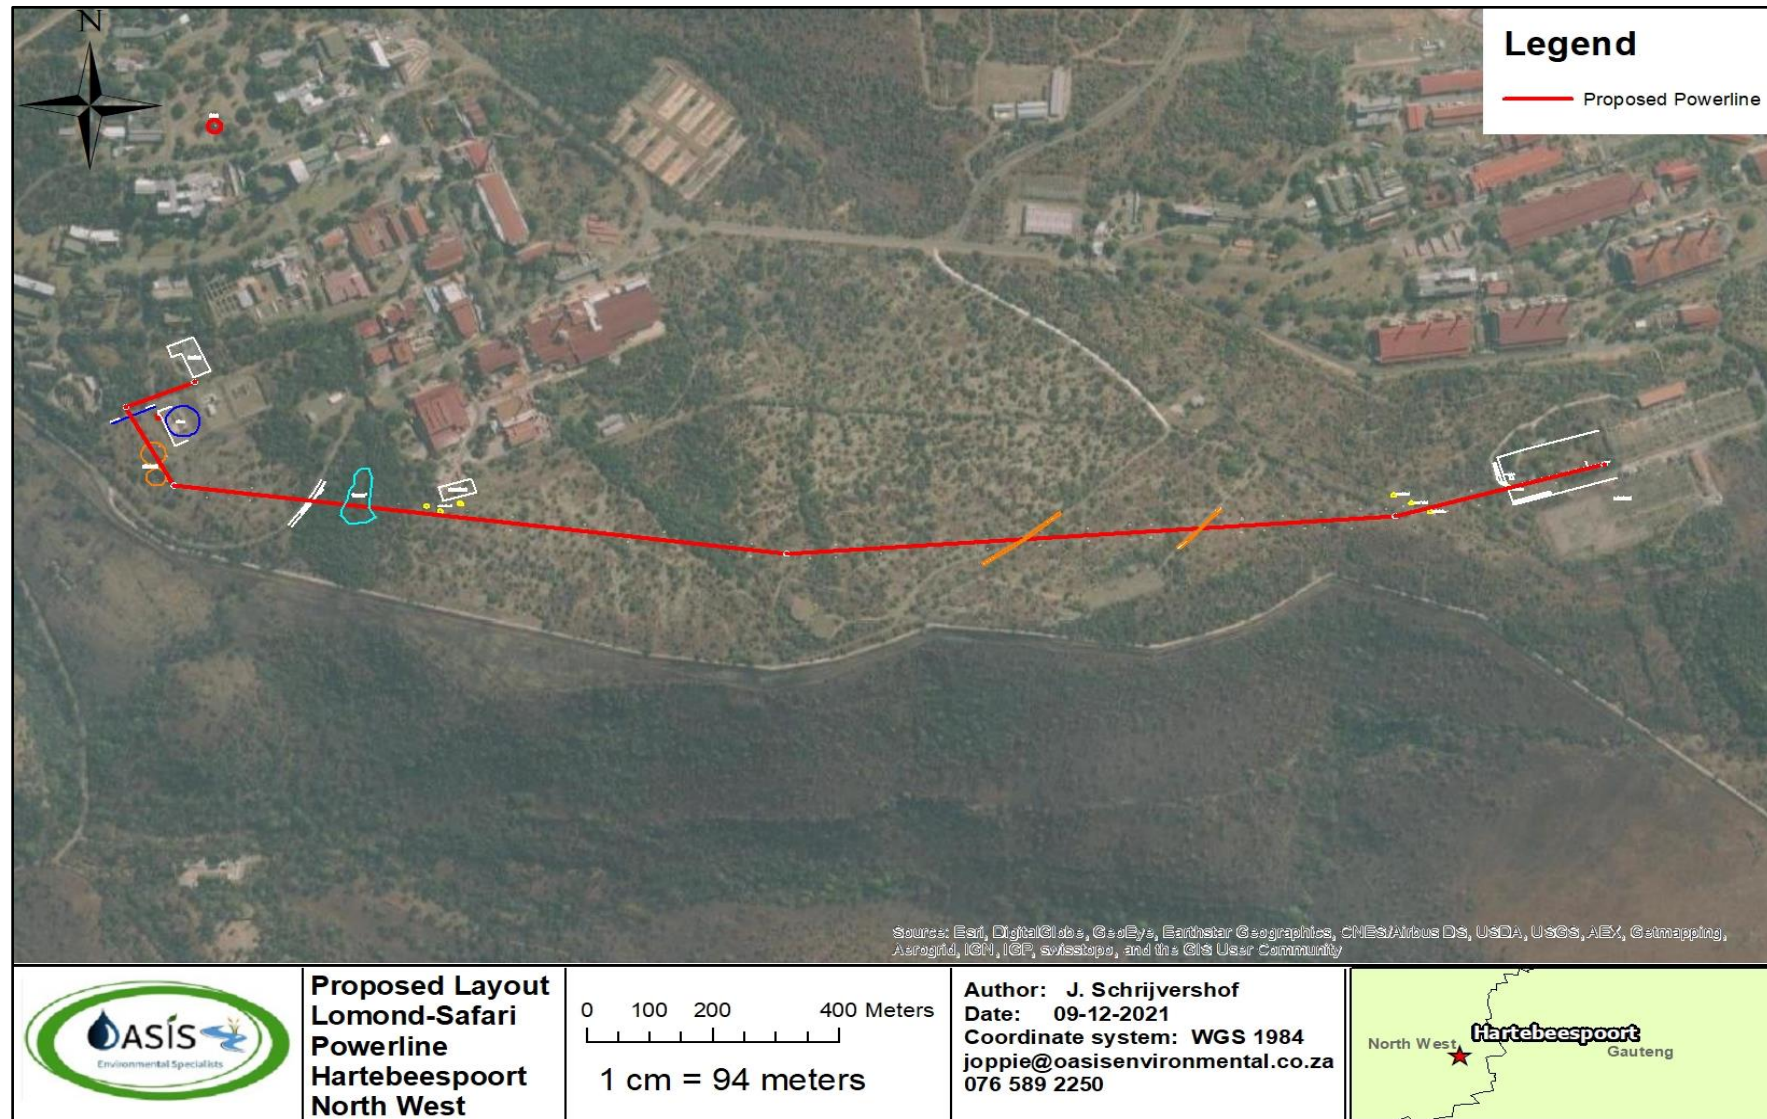 N
Legend
Proposed Powerline
Source: Esri, DigitalGlobe, GeoEye, Earthstar Geographics, CNES/Airbus DS, USDA, USGS, AEX, Getmapping,
Aerogrid, IGN, IGP, swisstopo, and the GIS User Community
OASIS
Environmental Specialists
Proposed Layout
Lomond-Safari
Powerline
Hartebeespoort
North West
0 100 200 400 Meters
1 cm = 94 meters
Author: J. Schrijvershof
Date: 09-12-2021
Coordinate system: WGS 1984
joppie@oasisenvironmental.co.za
076 589 2250
Hartebeespoort
North West
Gauteng